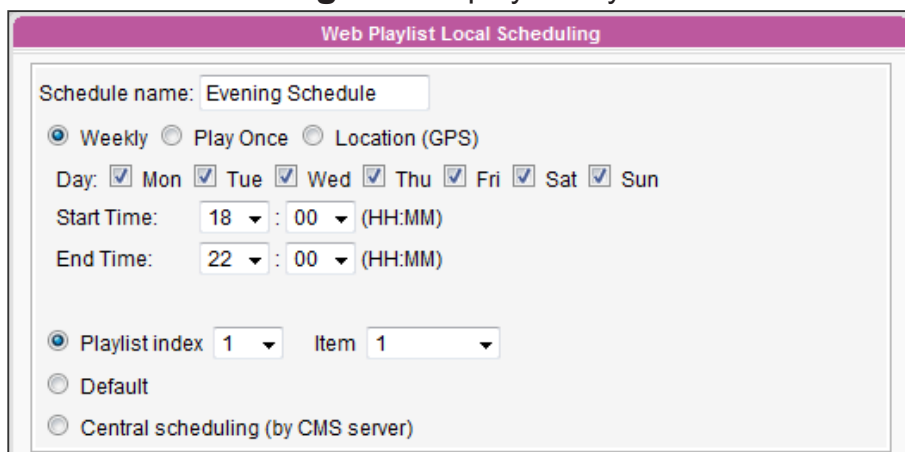 Web Playlist Local Scheduling
Schedule name: Evening Schedule
Weekly Play Once Location (GPS)
Day: Mon Tue Wed Thu Fri Sat Sun
Start Time: 18 : 00 (HH:MM)
End Time: 22 : 00 (HH:MM)
Playlist index 1 Item 1
Default
Central scheduling (by CMS server)